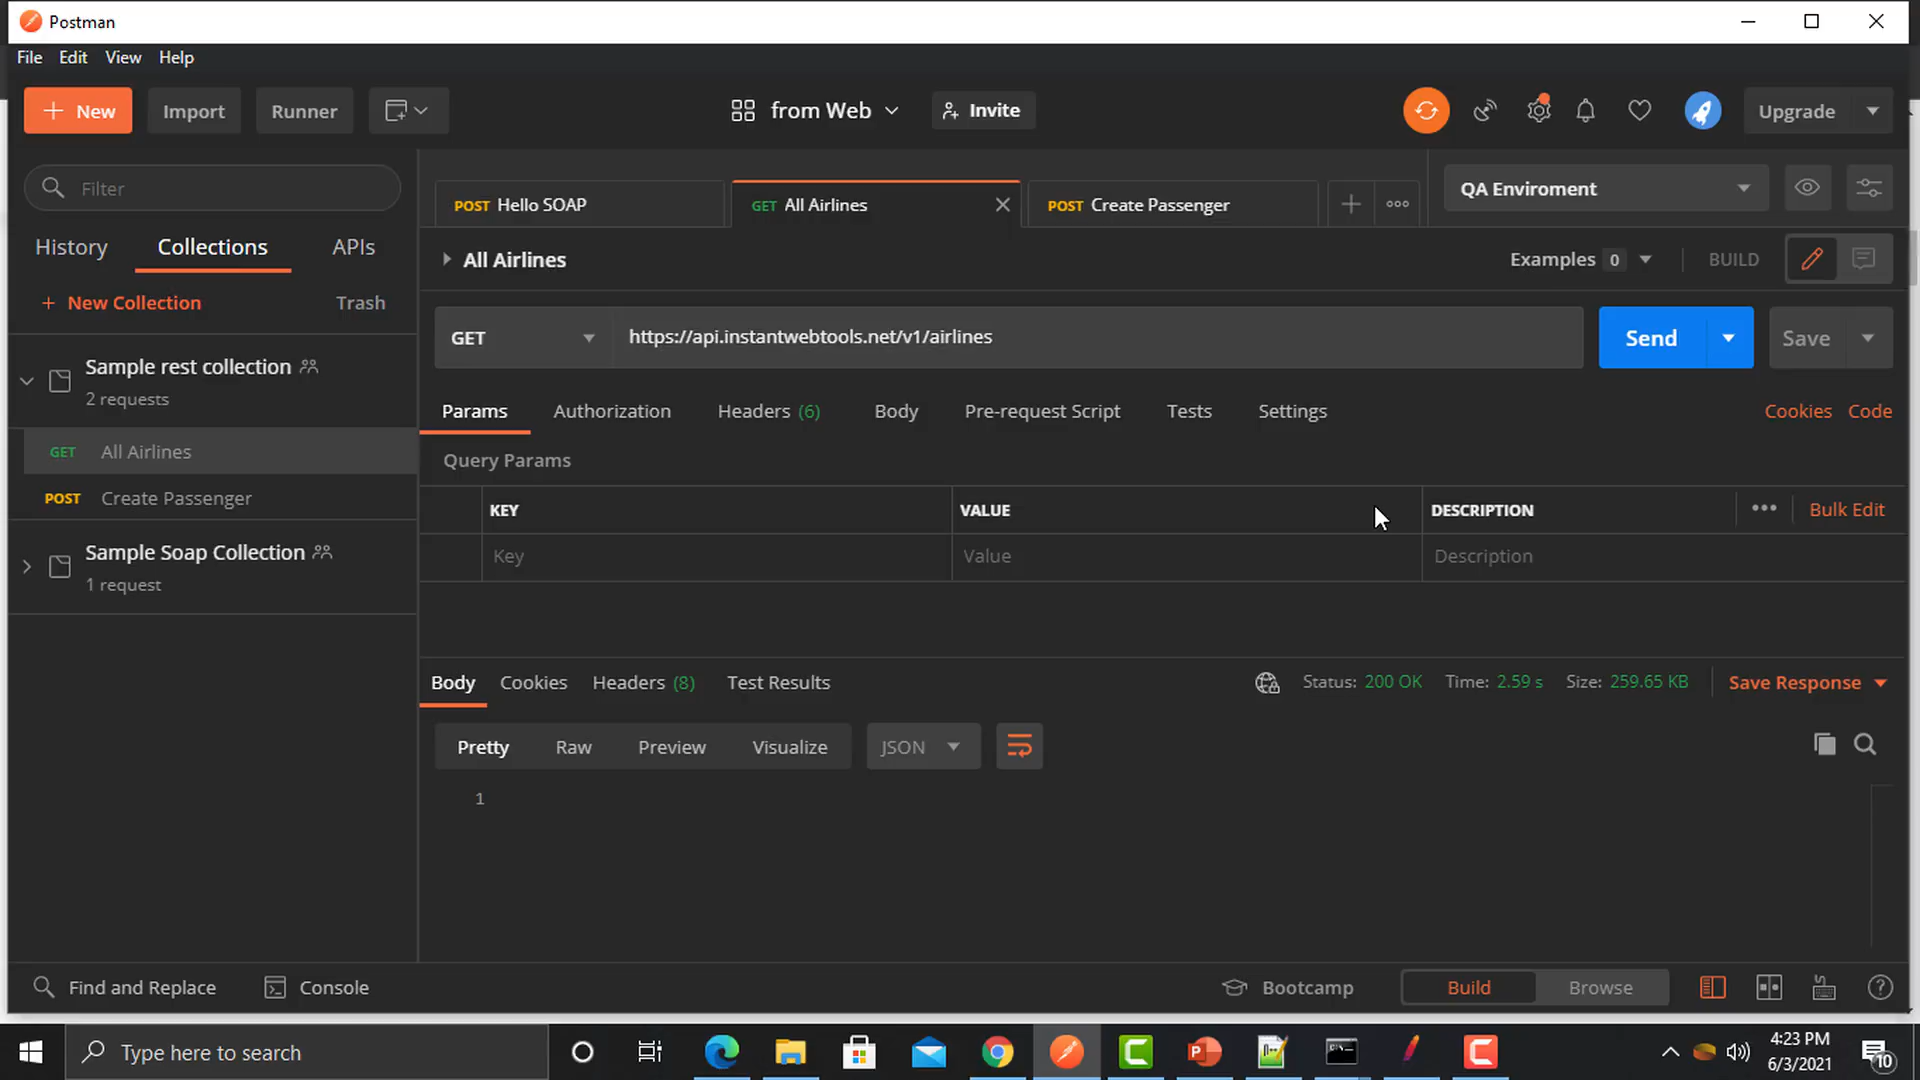 Postman
File Edit View Help
New Import Runner from Web Invite Upgrade
Filter
POST Hello SOAP GET All Airlines POST Create Passenger QA Enviroment
History Collections APIs
All Airlines Examples 0 BUILD
+ New Collection Trash
GET https://api.instantwebtools.net/v1/airlines Send Save
Sample rest collection
2 requests
Params Authorization Headers (6) Body Pre-request Script Tests Settings Cookies Code
GET All Airlines
Query Params
POST Create Passenger
KEY VALUE DESCRIPTION Bulk Edit
Key Value Description
Sample Soap Collection
1 request
Body Cookies Headers (8) Test Results Status: 200 OK Time: 2.59 s Size: 259.65 KB Save Response
Pretty Raw Preview Visualize JSON
1
Find and Replace Console Bootcamp Build Browse
Type here to search 4:23 PM
6/3/2021
10